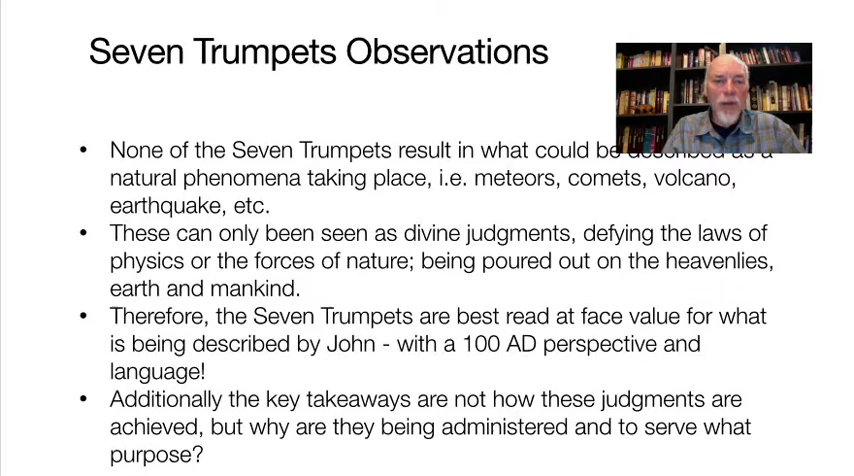 Seven Trumpets Observations
• None of the Seven Trumpets result in what could be described as a
natural phenomena taking place, i.e. meteors, comets, volcano,
earthquake, etc.
• These can only been seen as divine judgments, defying the laws of
physics or the forces of nature; being poured out on the heavenlies,
earth and mankind.
• Therefore, the Seven Trumpets are best read at face value for what
is being described by John - with a 100 AD perspective and
language!
• Additionally the key takeaways are not how these judgments are
achieved, but why are they being administered and to serve what
purpose?